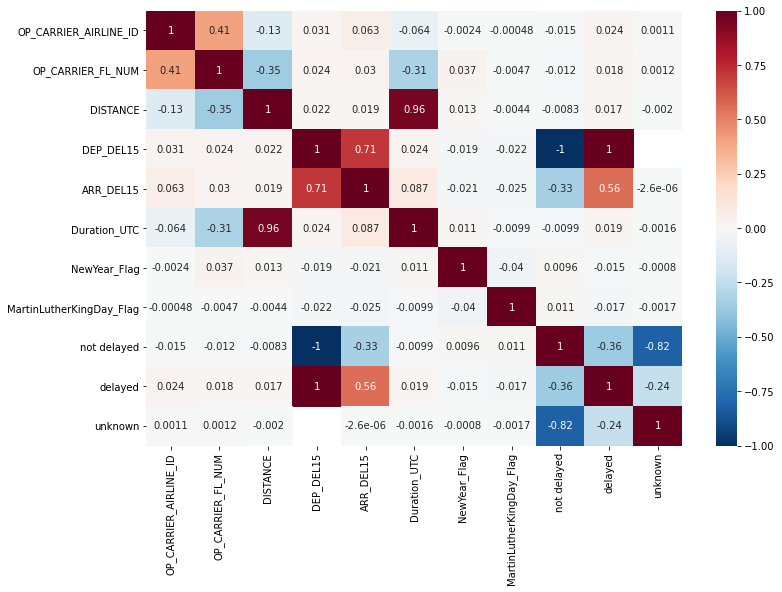 OP_CARRIER_AIRLINE_ID 1 0.41 -0.13 0.031 0.063 -0.064 -0.0024 -0.00048 -0.015 0.024 0.0011
OP_CARRIER_FL_NUM 0.41 1 -0.35 0.024 0.03 -0.31 0.037 -0.0047 -0.012 0.018 0.0012
DISTANCE -0.13 -0.35 1 0.022 0.019 0.96 0.013 -0.0044 -0.0083 0.017 -0.002
DEP_DEL15 0.031 0.024 0.022 1 0.71 0.024 -0.019 -0.022 -1 1
ARR_DEL15 0.063 0.03 0.019 0.71 1 0.087 -0.021 -0.025 -0.33 0.56 -2.6e-06
Duration_UTC -0.064 -0.31 0.96 0.024 0.087 1 0.011 -0.0099 -0.0099 0.019 -0.0016
NewYear_Flag -0.0024 0.037 0.013 -0.019 -0.021 0.011 1 -0.04 0.0096 -0.015 -0.0008
MartinLutherKingDay_Flag -0.00048 -0.0047 -0.0044 -0.022 -0.025 -0.0099 -0.04 1 0.011 -0.017 -0.0017
not delayed -0.015 -0.012 -0.0083 -1 -0.33 -0.0099 0.0096 0.011 1 -0.36 -0.82
delayed 0.024 0.018 0.017 1 0.56 0.019 -0.015 -0.017 -0.36 1 -0.24
unknown 0.0011 0.0012 -0.002 -2.6e-06 -0.0016 -0.0008 -0.0017 -0.82 -0.24 1
OP_CARRIER_AIRLINE_ID
OP_CARRIER_FL_NUM
DISTANCE
DEP_DEL15
ARR_DEL15
Duration_UTC
NewYear_Flag
MartinLutherKingDay_Flag
not delayed
delayed
unknown
1.00
0.75
0.50
0.25
0.00
−0.25
−0.50
−0.75
−1.00